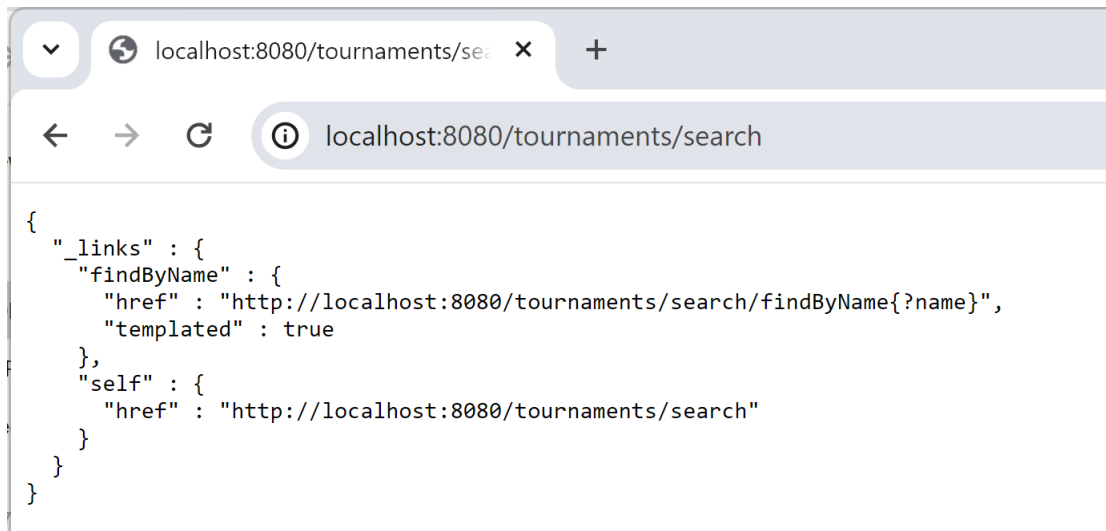 localhost:8080/tournaments/sea
localhost:8080/tournaments/search
{
  "_links" : {
    "findByName" : {
      "href" : "http://localhost:8080/tournaments/search/findByName{?name}",
      "templated" : true
    },
    "self" : {
      "href" : "http://localhost:8080/tournaments/search"
    }
  }
}